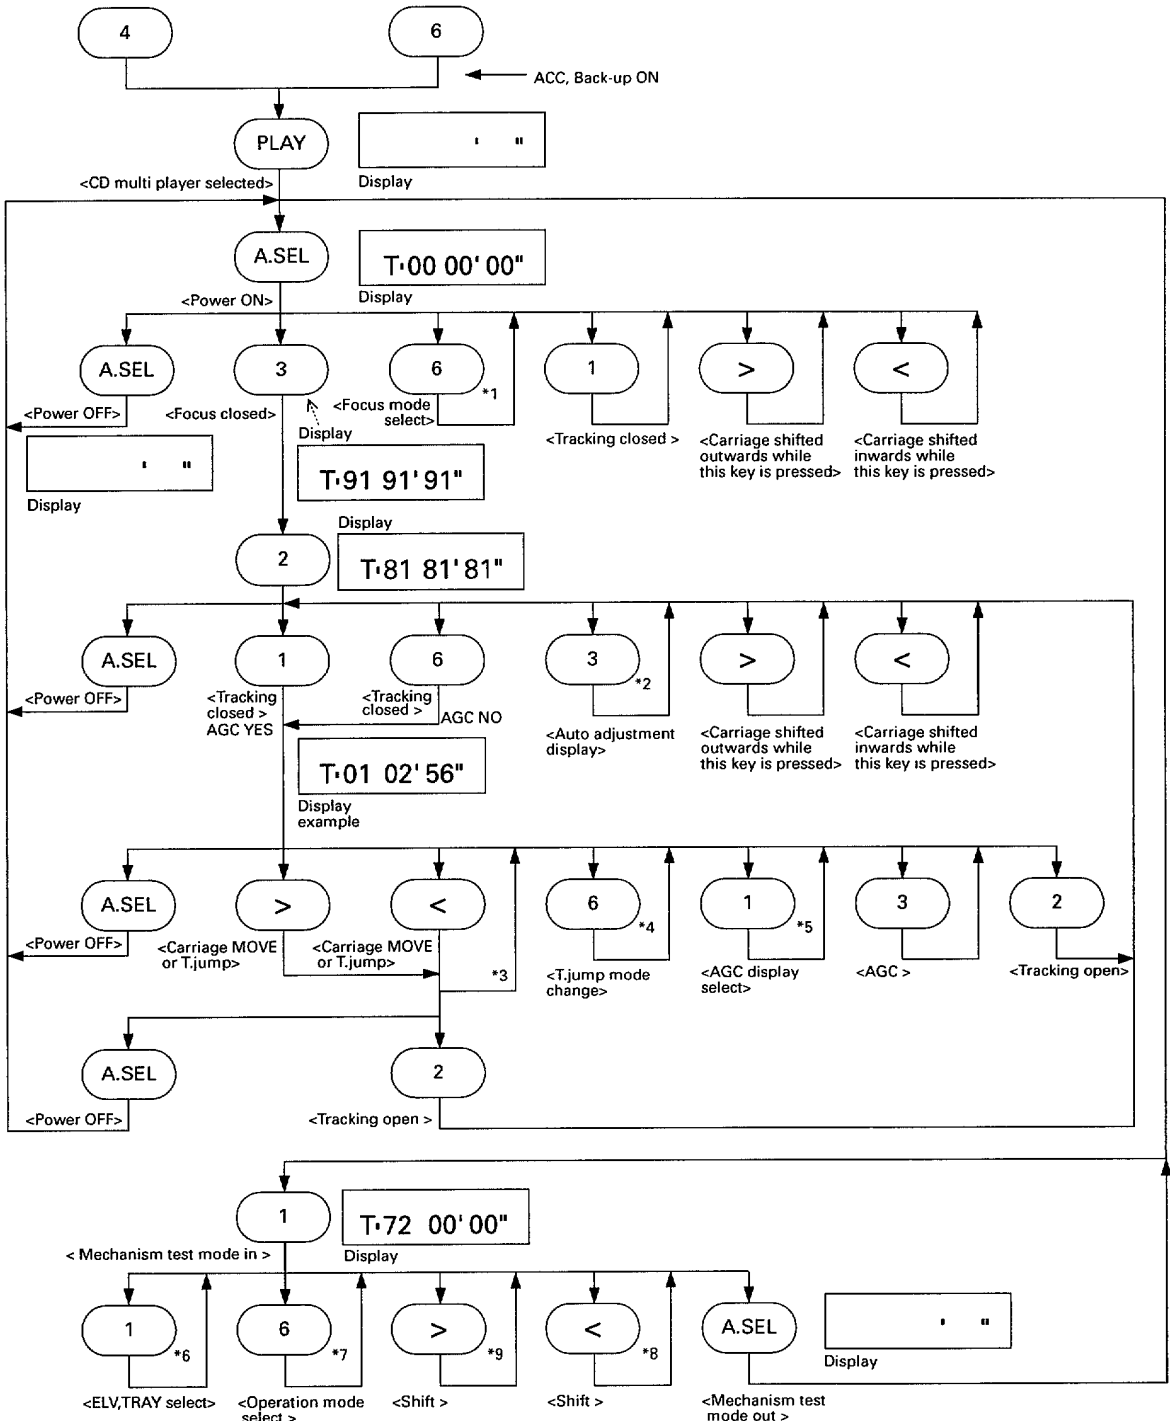 4
6
ACC, Back-up ON
PLAY
' "
<CD multi player selected>
Display
A.SEL
T,00 00' 00"
<Power ON>
Display
A.SEL
3
6
*1
1
>
<
<Power OFF>
<Focus closed>
<Focus mode
select>
Display
<Tracking closed >
<Carriage shifted
outwards while
this key is pressed>
<Carriage shifted
inwards while
this key is pressed>
' "
Display
T,91 91' 91"
Display
2
T,81 81' 81"
A.SEL
1
6
3
*2
>
<
<Power OFF>
<Tracking
closed >
AGC YES
<Tracking
closed >
AGC NO
<Auto adjustment
display>
<Carriage shifted
outwards while
this key is pressed>
<Carriage shifted
inwards while
this key is pressed>
T,01 02' 56"
Display
example
A.SEL
>
<
6
*4
1
*5
3
2
<Power OFF>
<Carriage MOVE
or T.jump>
<Carriage MOVE
or T.jump>
*3
<T.jump mode
change>
<AGC display
select>
<AGC >
<Tracking open>
A.SEL
2
<Power OFF>
<Tracking open >
1
T,72 00' 00"
< Mechanism test mode in >
Display
1
*6
6
*7
>
*9
<
*8
A.SEL
' "
Display
<ELV,TRAY select>
<Operation mode
select >
<Shift >
<Shift >
<Mechanism test
mode out >